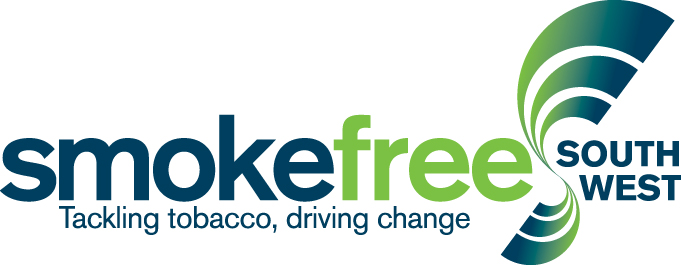 smokefree
SOUTH
WEST
Tackling tobacco, driving change